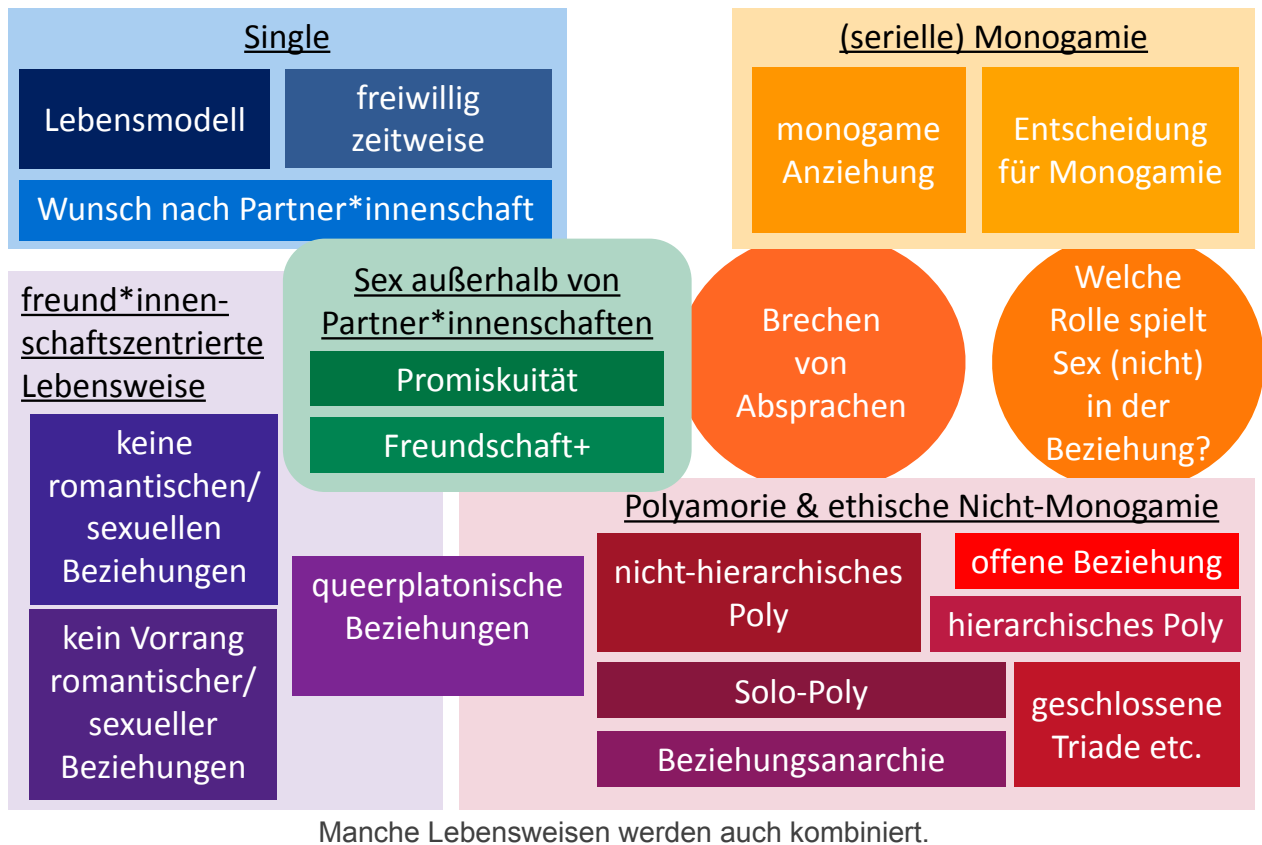 Single
Lebensmodell
freiwillig
zeitweise
Wunsch nach Partner*innenschaft
(serielle) Monogamie
monogame
Anziehung
Entscheidung
für Monogamie
freund*innen-
schaftszentrierte
Lebensweise
keine
romantischen/
sexuellen
Beziehungen
kein Vorrang
romantischer/
sexueller
Beziehungen
Sex außerhalb von
Partner*innenschaften
Promiskuität
Freundschaft+
Brechen
von
Absprachen
Welche
Rolle spielt
Sex (nicht)
in der
Beziehung?
queerplatonische
Beziehungen
Polyamorie & ethische Nicht-Monogamie
nicht-hierarchisches
Poly
offene Beziehung
hierarchisches Poly
Solo-Poly
Beziehungsanarchie
geschlossene
Triade etc.
Manche Lebensweisen werden auch kombiniert.